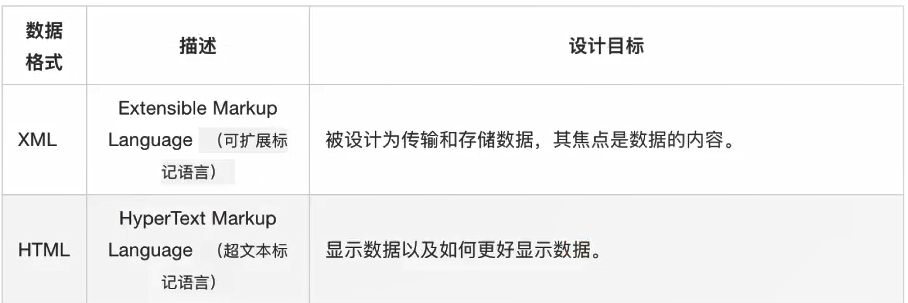 数据
格式
描述
设计目标
XML
Extensible Markup
Language （可扩展标
记语言）
被设计为传输和存储数据，其焦点是数据的内容。
HTML
HyperText Markup
Language （超文本标
记语言）
显示数据以及如何更好显示数据。